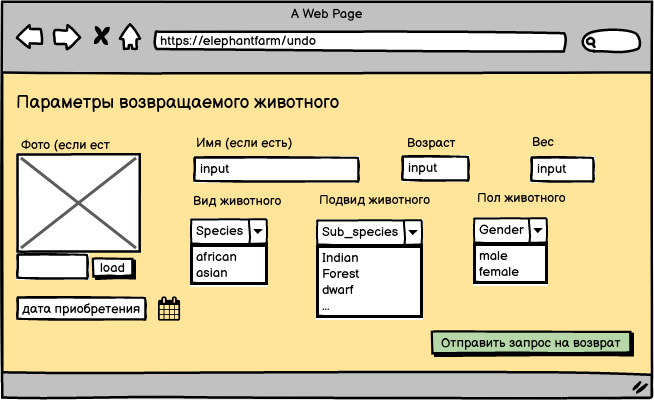 A Web Page
https://elephantfarm/undo
Параметры возвращаемого животного
Фото (если ест
Имя (если есть)
Возраст
Вес
input
input
input
Вид животного
Подвид животного
Пол животного
Species
Sub_species
Gender
african
asian
Indian
Forest
dwarf
...
male
female
load
дата приобретения
Отправить запрос на возврат